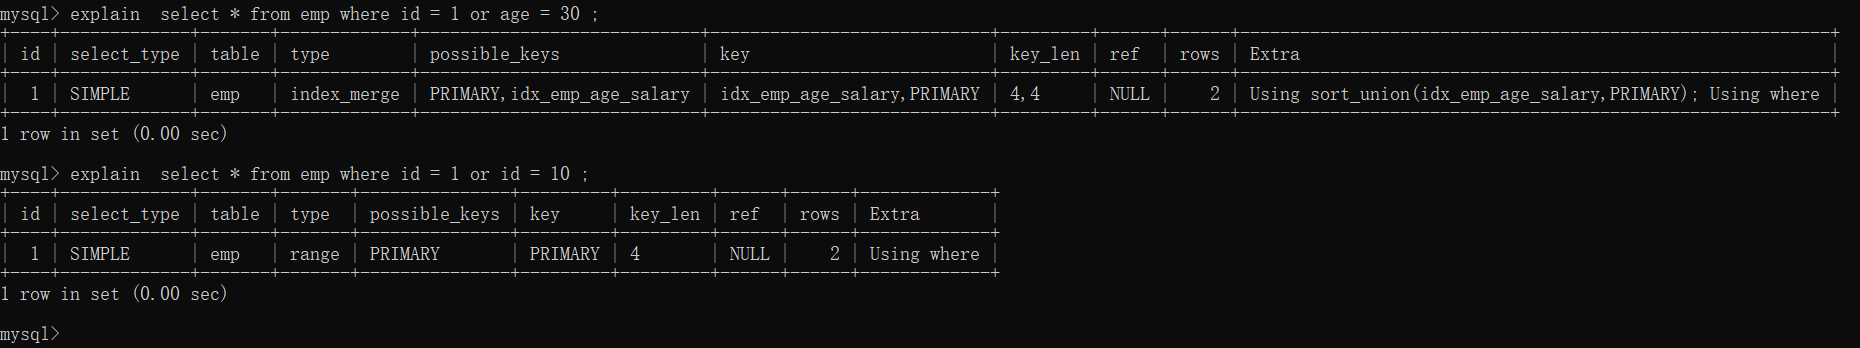 mysql> explain  select * from emp where id = 1 or age = 30 ;
+----+-------------+-------+-------------+----------------------------+----------------------------+---------+------+------+-----------------------------------------------------------+
| id | select_type | table | type        | possible_keys              | key                        | key_len | ref  | rows | Extra                                                     |
+----+-------------+-------+-------------+----------------------------+----------------------------+---------+------+------+-----------------------------------------------------------+
|  1 | SIMPLE      | emp   | index_merge | PRIMARY,idx_emp_age_salary | idx_emp_age_salary,PRIMARY | 4,4     | NULL |    2 | Using sort_union(idx_emp_age_salary,PRIMARY); Using where |
+----+-------------+-------+-------------+----------------------------+----------------------------+---------+------+------+-----------------------------------------------------------+
1 row in set (0.00 sec)
mysql> explain  select * from emp where id = 1 or id = 10 ;
+----+-------------+-------+-------+---------------+---------+---------+------+------+-------------+
| id | select_type | table | type  | possible_keys | key     | key_len | ref  | rows | Extra       |
+----+-------------+-------+-------+---------------+---------+---------+------+------+-------------+
|  1 | SIMPLE      | emp   | range | PRIMARY       | PRIMARY | 4       | NULL |    2 | Using where |
+----+-------------+-------+-------+---------------+---------+---------+------+------+-------------+
1 row in set (0.00 sec)
mysql>